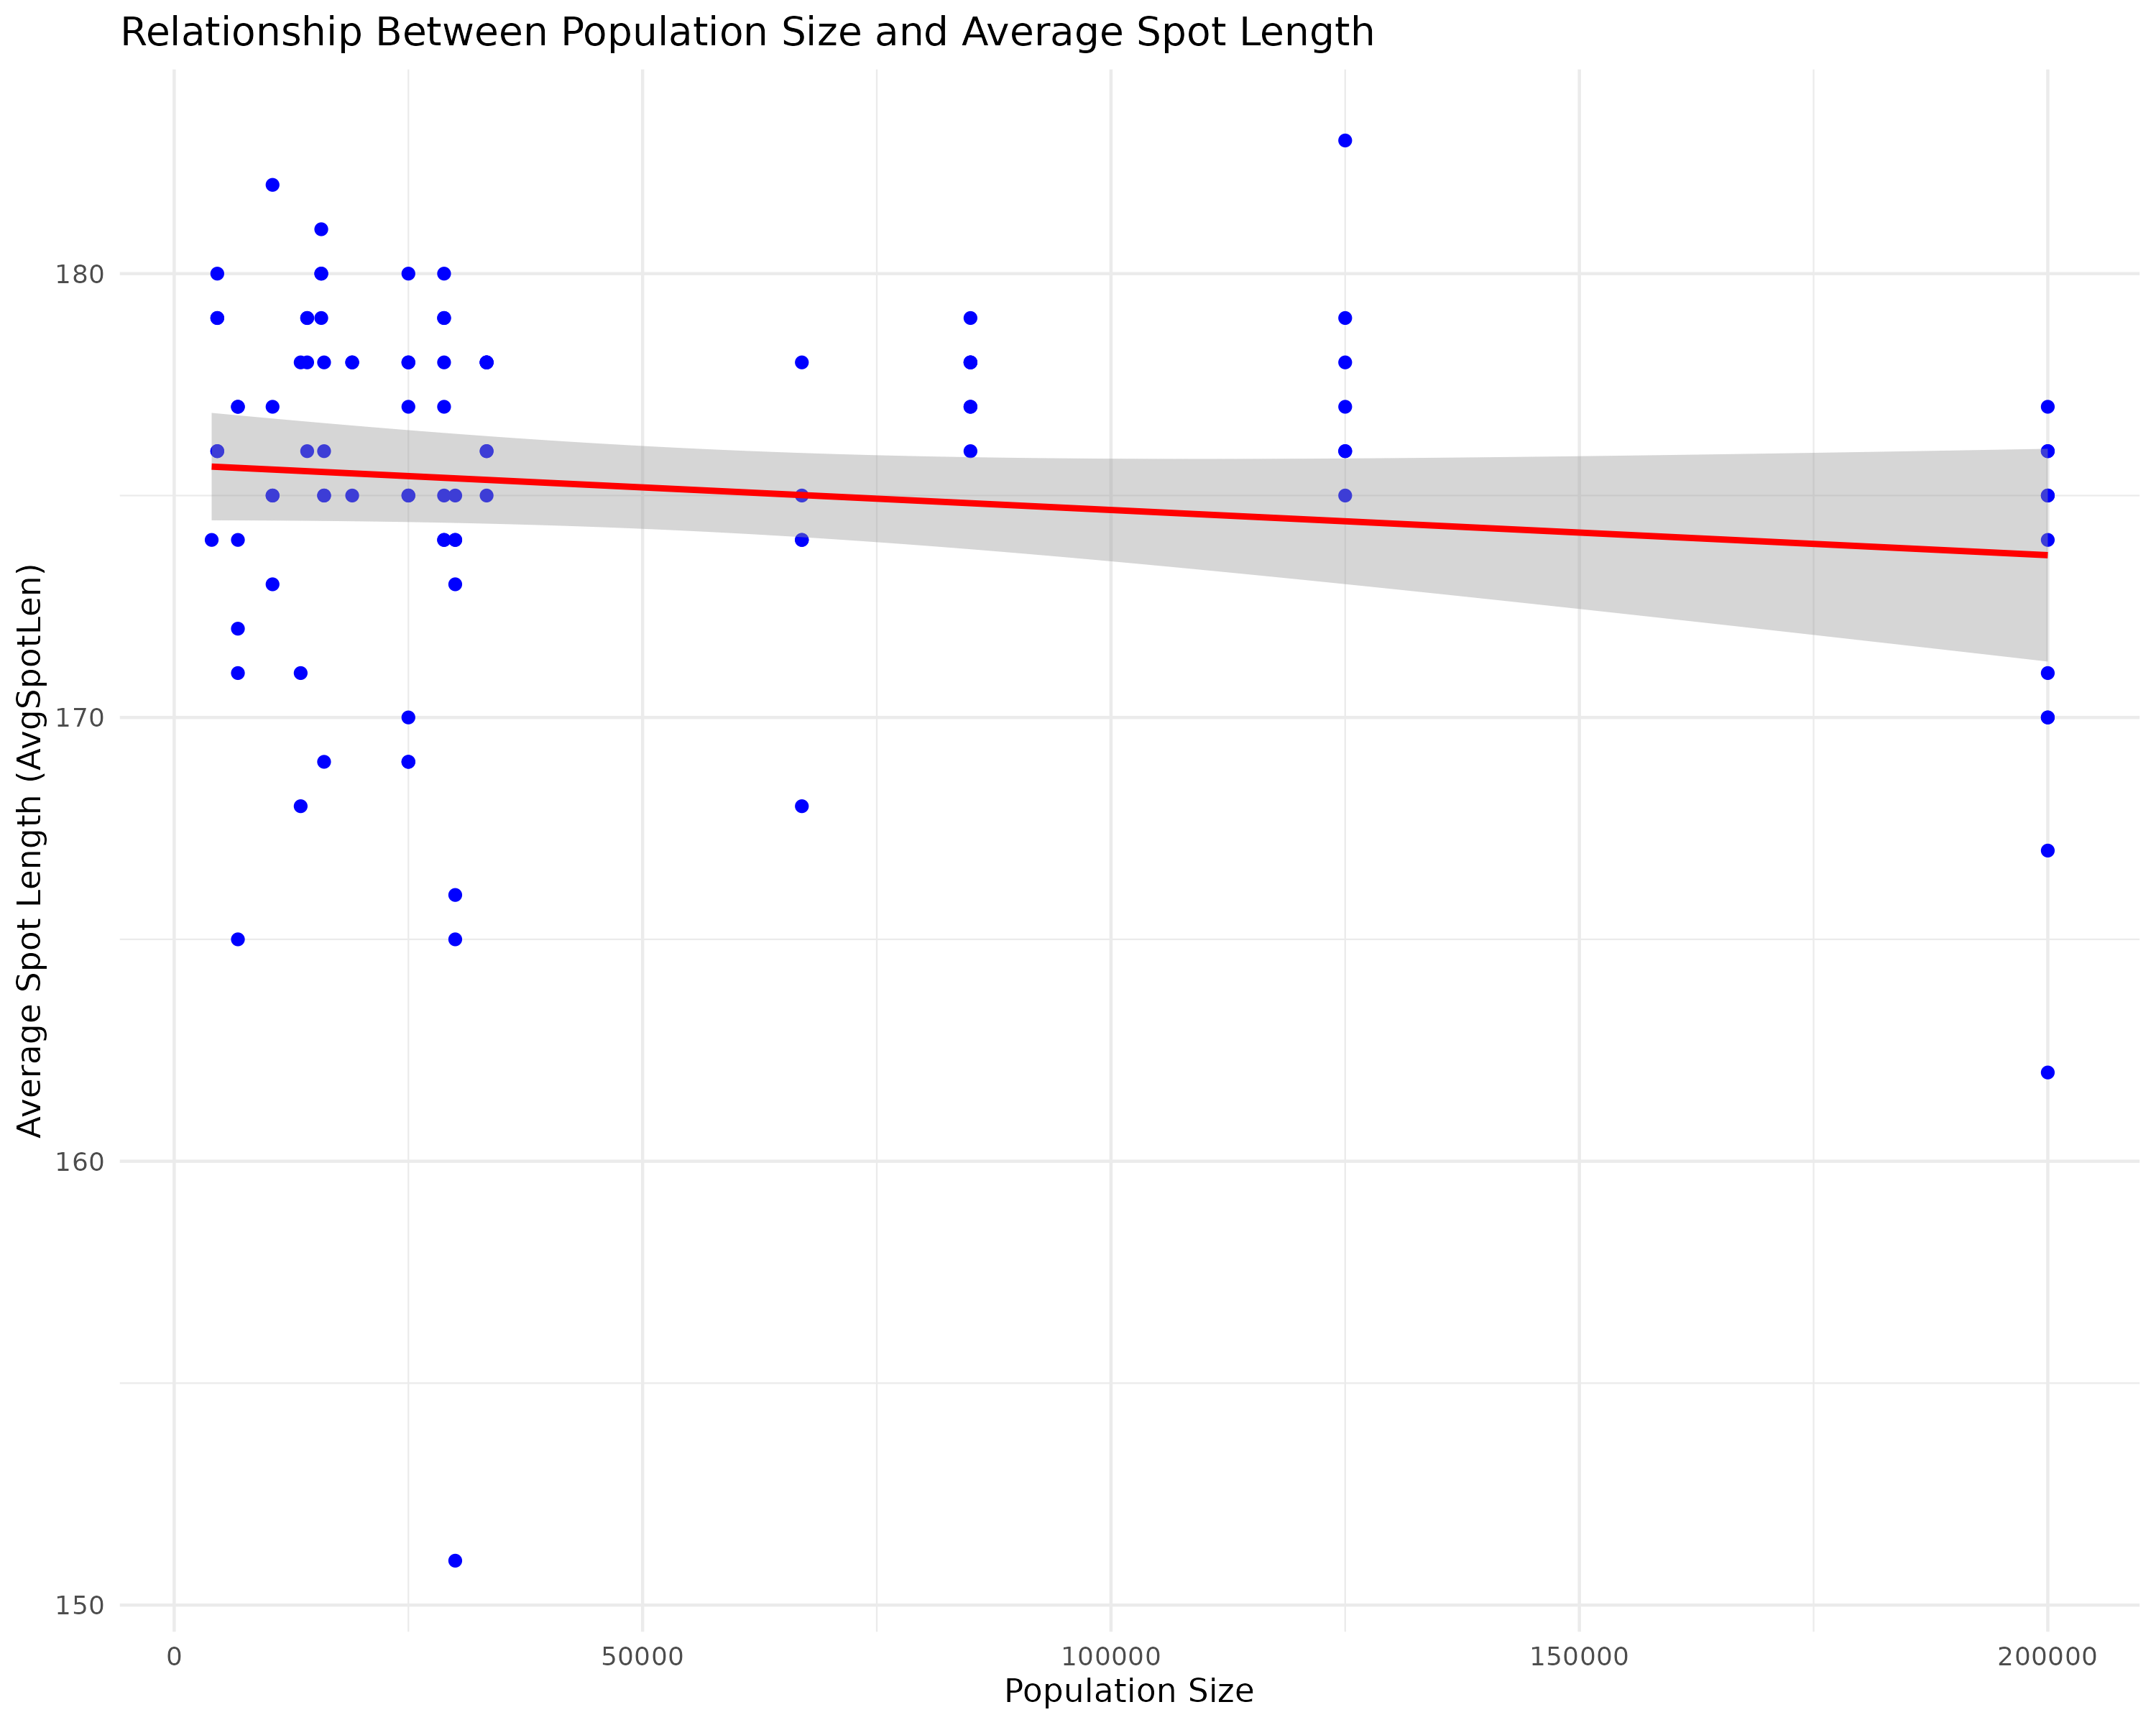 Relationship Between Population Size and Average Spot Length
Average Spot Length (AvgSpotLen)
180
170
160
150
0 50000 100000 150000 200000
Population Size